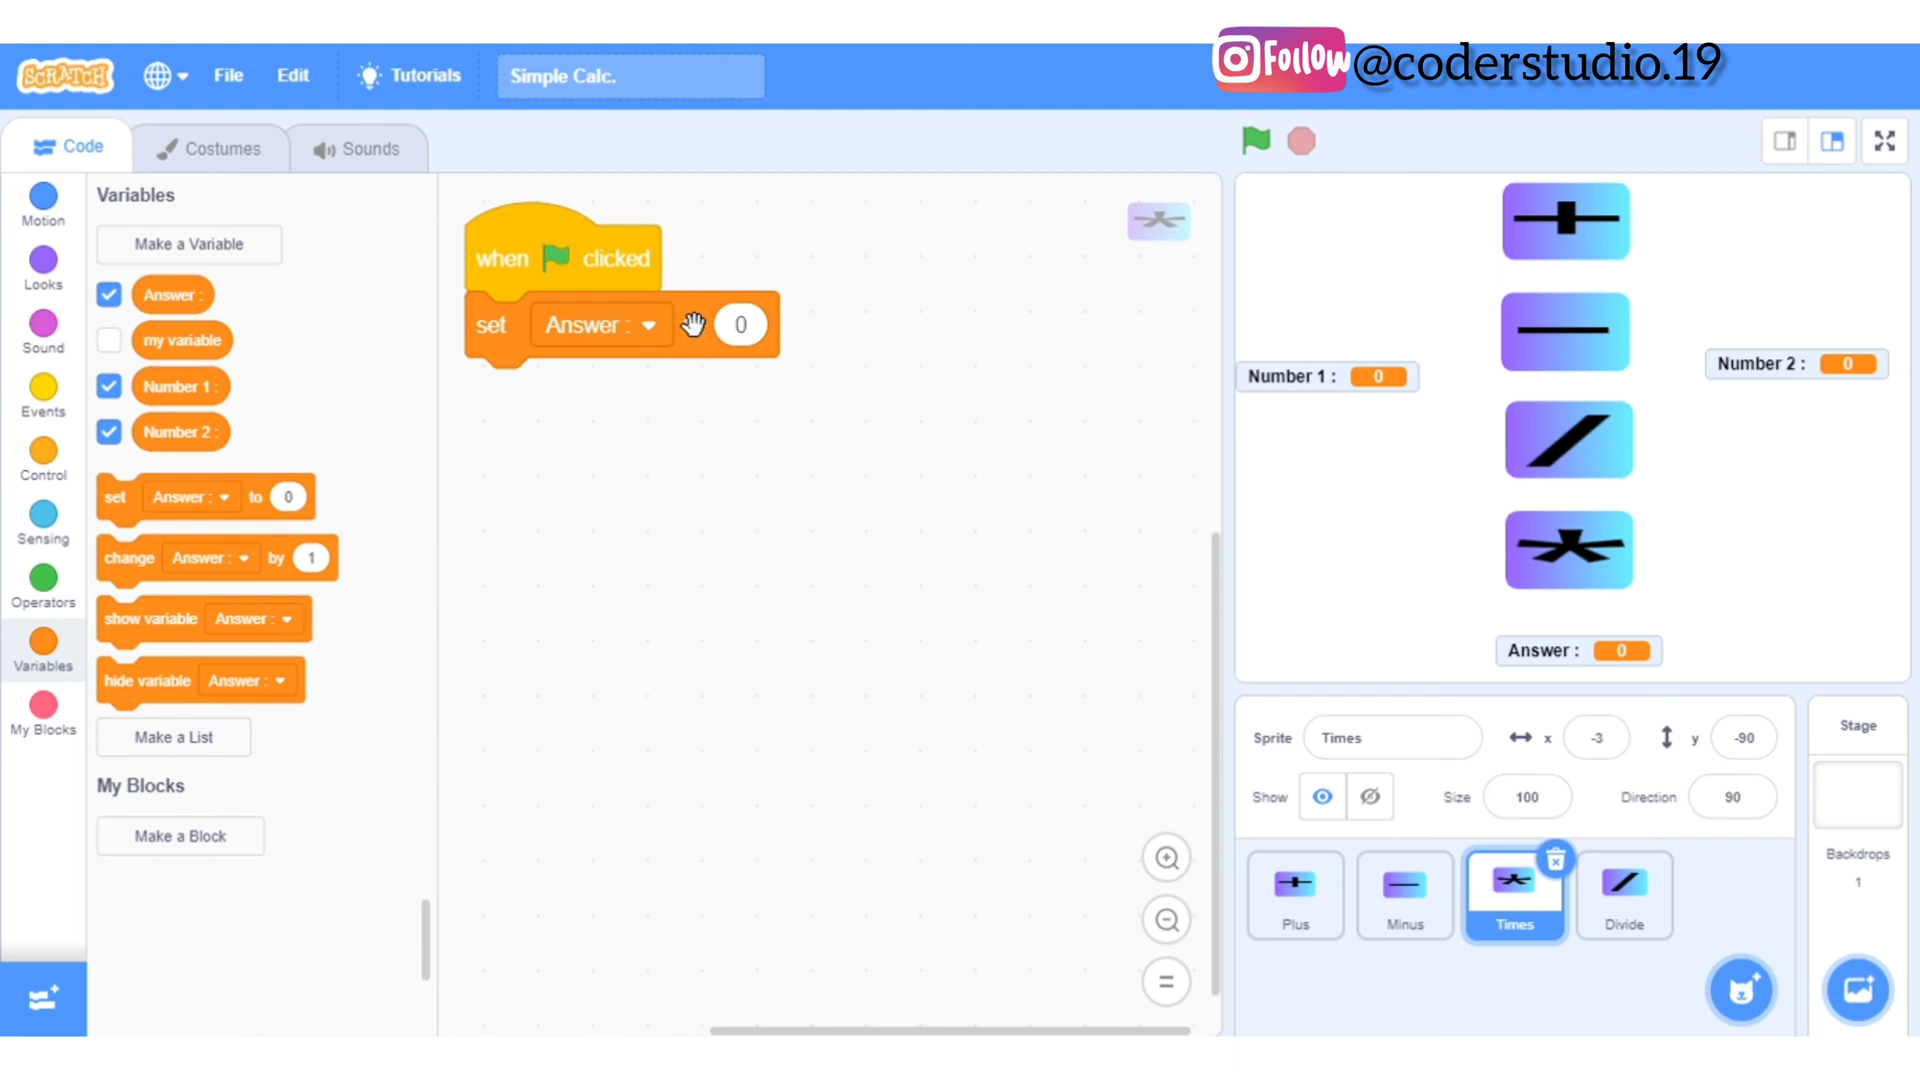 Follow @coderstudio.19
SCRATCH File Edit Tutorials Simple Calc.
Code Costumes Sounds
Motion
Looks
Sound
Events
Control
Sensing
Operators
Variables
My Blocks
Variables
Make a Variable
Answer :
my variable
Number 1 :
Number 2 :
set Answer : to 0
change Answer : by 1
show variable Answer :
hide variable Answer :
Make a List
My Blocks
Make a Block
when clicked
set Answer : 0
Number 1 : 0
Number 2 : 0
Answer : 0
Sprite Times x -3 y -90
Show Size 100 Direction 90
Plus Minus Times Divide
Stage
Backdrops
1